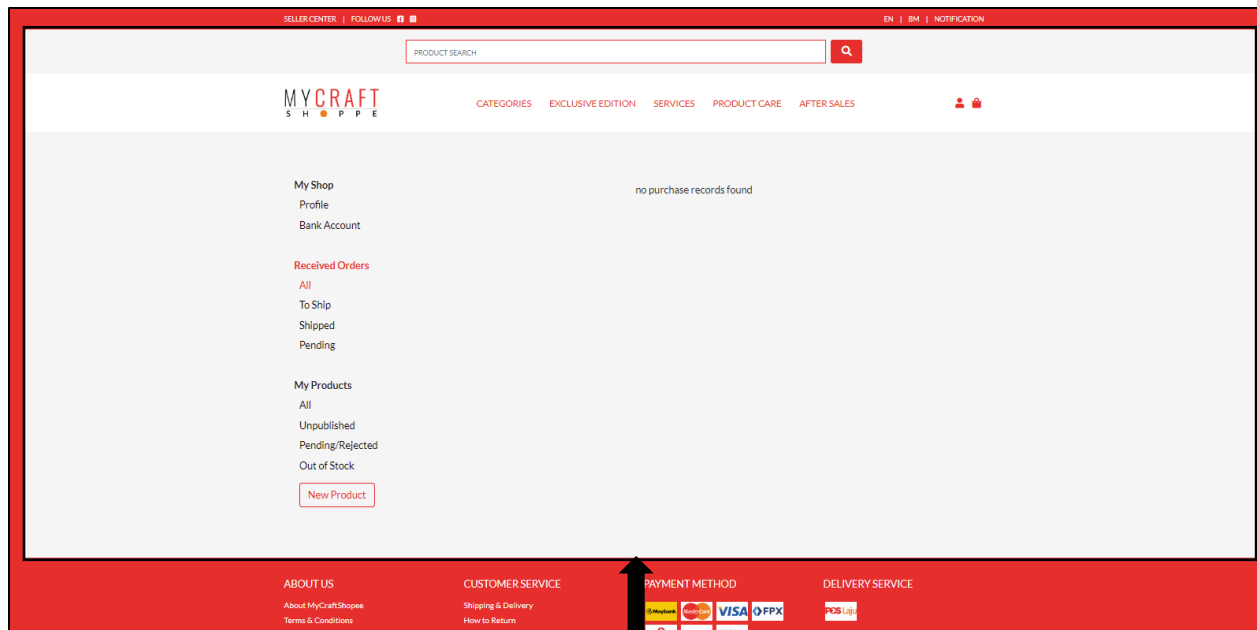 SELLER CENTER | FOLLOW US
EN | BM | NOTIFICATION
PRODUCT SEARCH
MYCRAFT
SHOPPE
CATEGORIES EXCLUSIVE EDITION SERVICES PRODUCT CARE AFTER SALES
My Shop
Profile
Bank Account
Received Orders
All
To Ship
Shipped
Pending
My Products
All
Unpublished
Pending/Rejected
Out of Stock
New Product
no purchase records found
ABOUT US
About MyCraftShopee
Terms & Conditions
CUSTOMER SERVICE
Shipping & Delivery
How to Return
PAYMENT METHOD
Maybank MasterCard VISA FPX
DELIVERY SERVICE
POS Laju